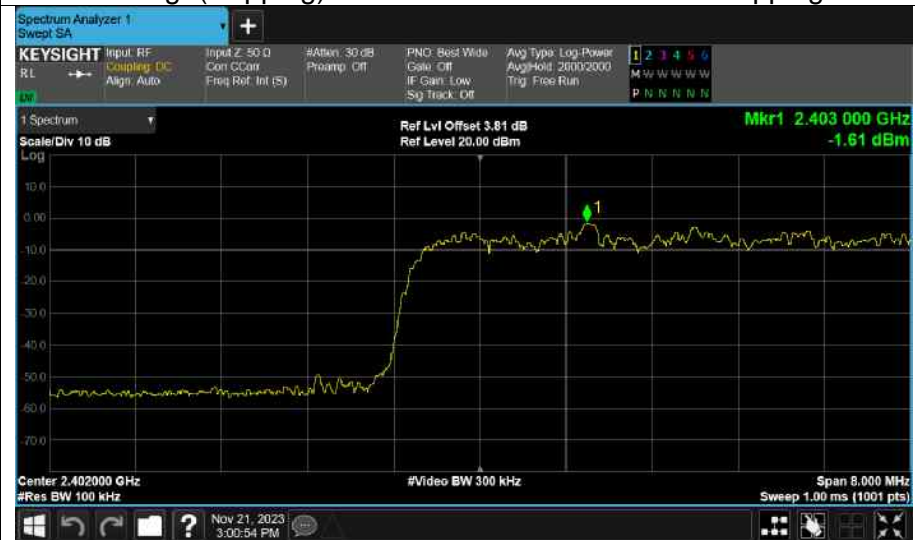 Spectrum Analyzer 1
Swept SA
+
KEYSIGHT Input: RF
RL
Coupling: DC
Align: Auto
Input Z: 50 Ω
Corr CCorr
Freq Ref: Int (S)
#Atten: 30 dB
Preamp: Off
PNO: Best Wide
Gate: Off
IF Gain: Low
Sig Track: Off
Avg Type: Log-Power
Avg|Hold: 2000/2000
Trig: Free Run
1 2 3 4 5 6
M W W W W W
P N N N N N
1 Spectrum
Scale/Div 10 dB
Ref Lvl Offset 3.81 dB
Ref Level 20.00 dBm
Mkr1 2.403 000 GHz
-1.61 dBm
Log
10.0
0.00
-10.0
-20.0
-30.0
-40.0
-50.0
-60.0
-70.0
1
Center 2.402000 GHz
#Res BW 100 kHz
#Video BW 300 kHz
Span 8.000 MHz
Sweep 1.00 ms (1001 pts)
?
Nov 21, 2023
3:00:54 PM